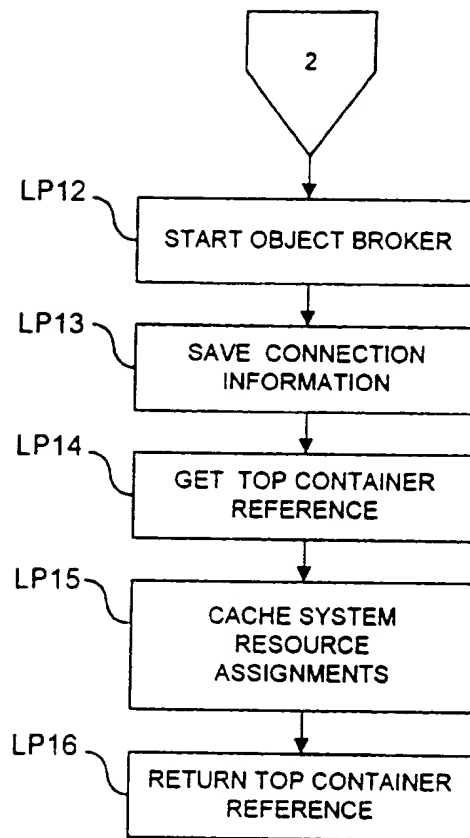 2
LP12
START OBJECT BROKER
LP13
SAVE CONNECTION
INFORMATION
LP14
GET TOP CONTAINER
REFERENCE
LP15
CACHE SYSTEM
RESOURCE
ASSIGNMENTS
LP16
RETURN TOP CONTAINER
REFERENCE